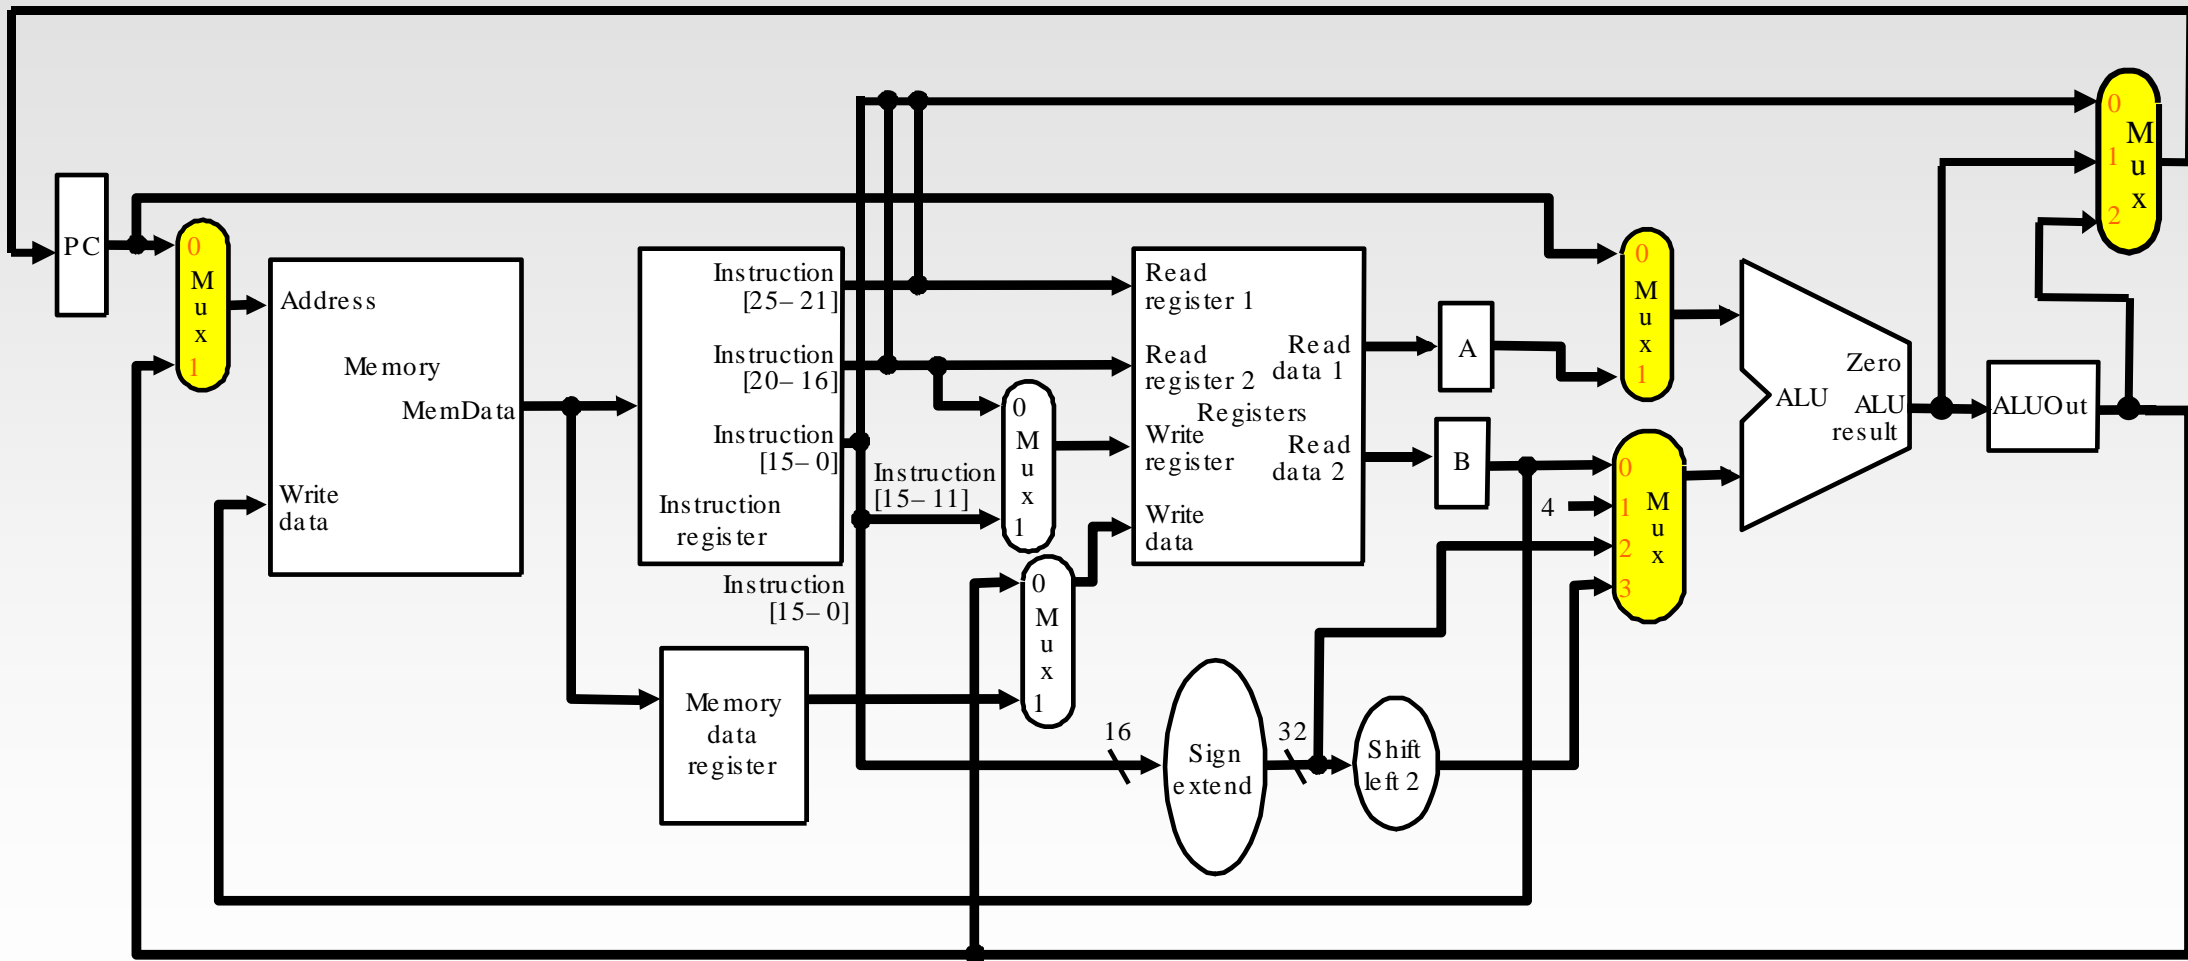 PC
0
M
u
x
1
Address
Memory
MemData
Write
data
Instruction
[25– 21]
Instruction
[20– 16]
Instruction
[15– 0]
Instruction
register
Instruction
[15– 11]
Instruction
[15– 0]
Memory
data
register
0
M
u
x
1
0
M
u
x
1
Read
register 1
Read
register 2
Registers
Write
register
Write
data
Read
data 1
Read
data 2
16
Sign
extend
32
Shift
left 2
A
B
4
0
M
u
x
1
0
1
2
3
M
u
x
Zero
ALU
ALU
result
ALUOut
0
1
2
M
u
x